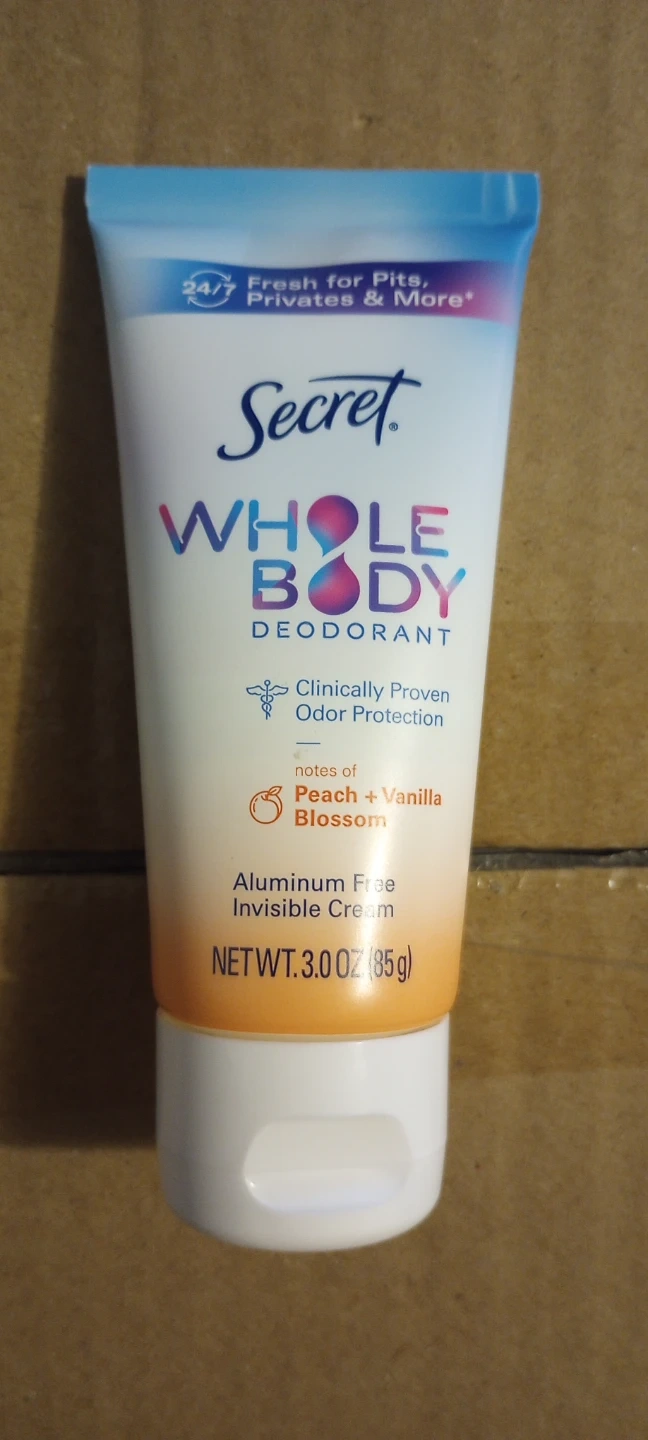 24/7 Fresh for Pits,
Privates & More*
Secret®
WHOLE
BODY
DEODORANT
Clinically Proven
Odor Protection
notes of
Peach + Vanilla
Blossom
Aluminum Free
Invisible Cream
NET WT. 3.0 OZ (85 g)